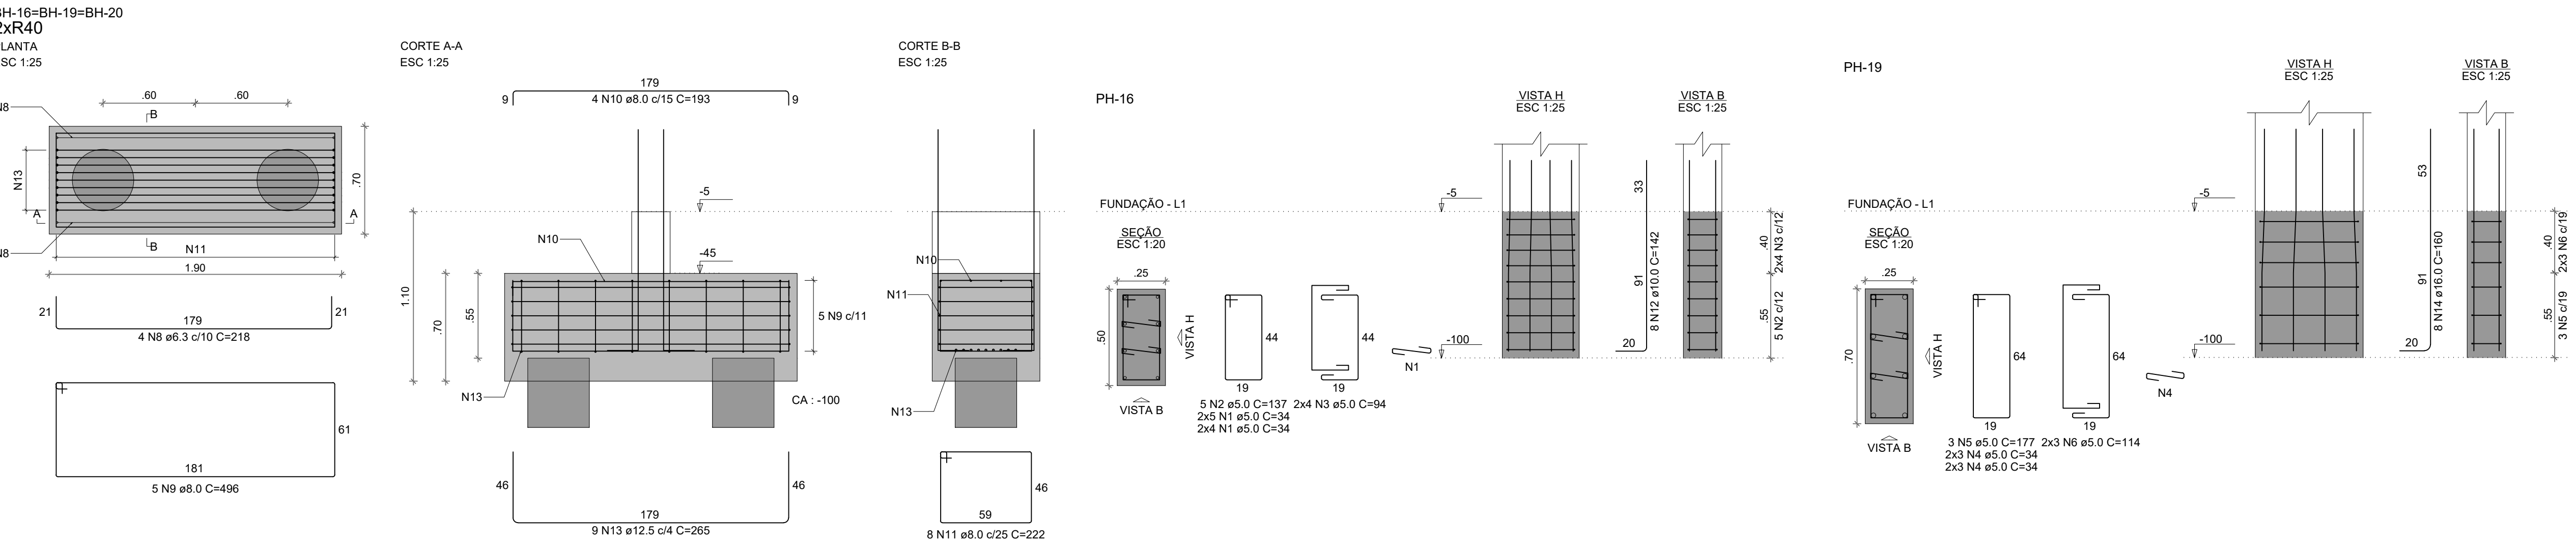 BH-16=BH-19=BH-20
2xR40
PLANTA
ESC 1:25
.60
.60
B
N8
N13
.70
A
A
N8
B
N11
1.90
21
179
21
4 N8 ø6.3 c/10 C=218
61
181
5 N9 ø8.0 C=496
CORTE A-A
ESC 1:25
179
9
4 N10 ø8.0 c/15 C=193
9
-5
N10
-45
1.10
.70
.55
5 N9 c/11
N13
CA : -100
46
46
179
9 N13 ø12.5 c/4 C=265
CORTE B-B
ESC 1:25
N10
N11
N13
46
59
8 N11 ø8.0 c/25 C=222
PH-16
VISTA H
ESC 1:25
VISTA B
ESC 1:25
FUNDAÇÃO - L1
-5
SEÇÃO
ESC 1:20
.25
.50
VISTA H
VISTA B
44
19
5 N2 ø5.0 C=137
2x5 N1 ø5.0 C=34
2x4 N1 ø5.0 C=34
44
19
2x4 N3 ø5.0 C=94
N1
-100
33
91
20
8 N12 ø10.0 C=142
.40
2x4 N3 c/12
.55
5 N2 c/12
PH-19
VISTA H
ESC 1:25
VISTA B
ESC 1:25
FUNDAÇÃO - L1
-5
SEÇÃO
ESC 1:20
.25
.70
VISTA H
VISTA B
64
19
3 N5 ø5.0 C=177
2x3 N4 ø5.0 C=34
2x3 N4 ø5.0 C=34
64
19
2x3 N6 ø5.0 C=114
N4
-100
53
91
20
8 N14 ø16.0 C=160
.40
2x3 N6 c/19
.55
3 N5 c/19